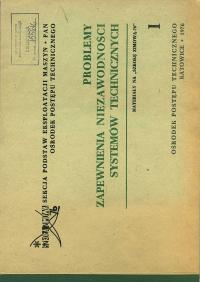 SEKCJA PODSTAW EKSPLOATACJI MASZYN - PAN
OŚRODEK POSTĘPU TECHNICZNEGO
PROBLEMY
ZAPEWNIENIA NIEZAWODNOŚCI
SYSTEMÓW TECHNICZNYCH
MATERIAŁY NA „SZKOŁĘ ZIMOWĄ
I
OŚRODEK POSTĘPU TECHNICZNEGO
KATOWICE - 1976